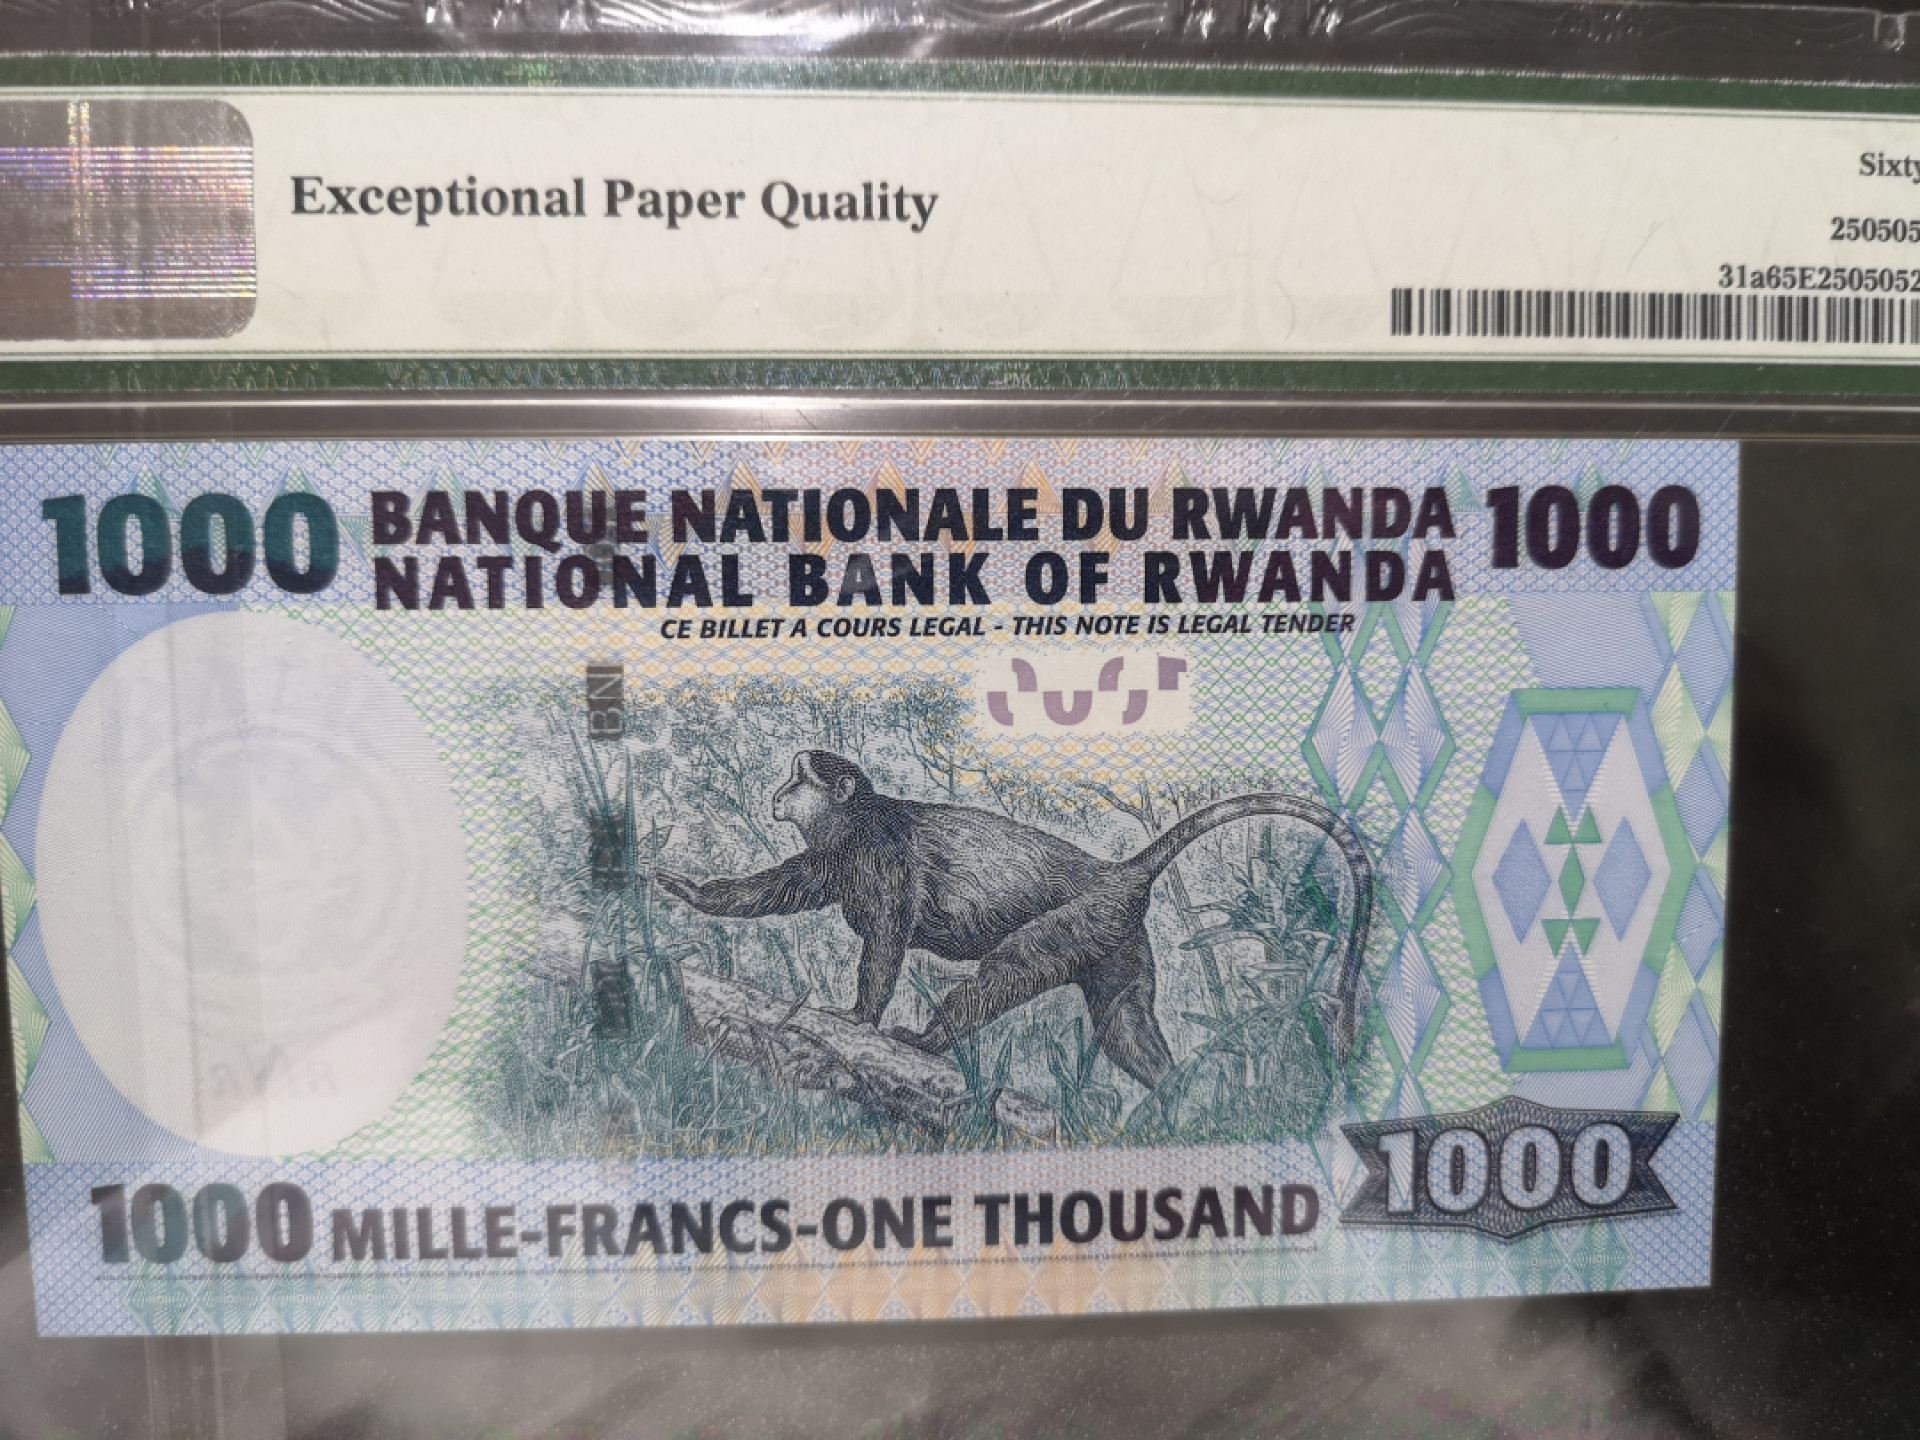 Exceptional Paper Quality
Sixty
250505
31a65E2505052
1000 BANQUE NATIONALE DU RWANDA 1000
NATIONAL BANK OF RWANDA
CE BILLET A COURS LEGAL - THIS NOTE IS LEGAL TENDER
BN
1000 MILLE-FRANCS-ONE THOUSAND
1000